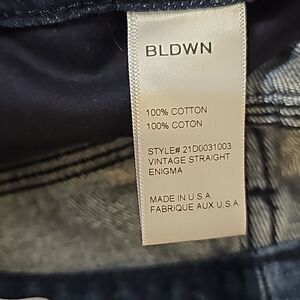 BLDWN
100% COTTON
100% COTON
STYLE# 21D0031003
VINTAGE STRAIGHT
ENIGMA
MADE IN U.S.A
FABRIQUE AUX U.S.A